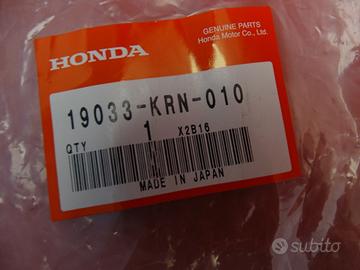 GENUINE PARTS
Honda Motor Co., Ltd.
HONDA
19033-KRN-010
QTY 1 X2B16
MADE IN JAPAN
subito